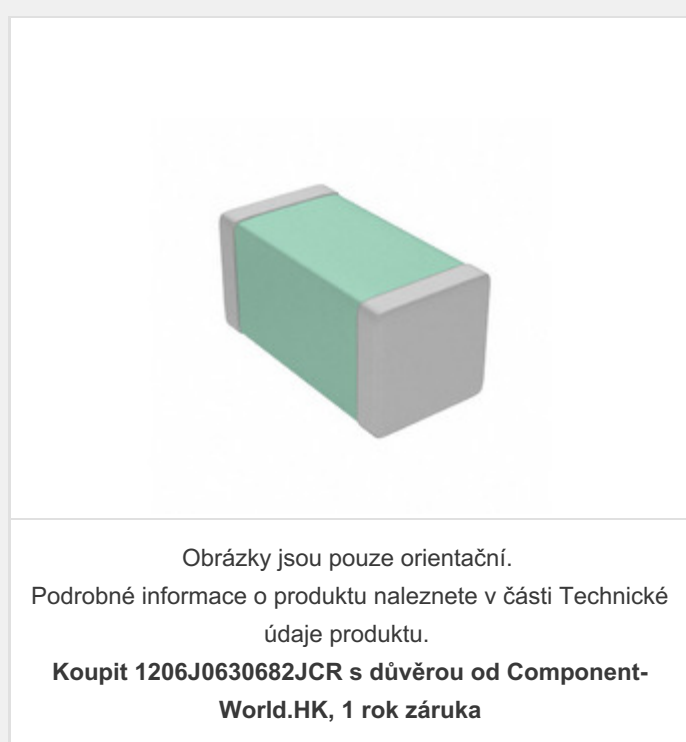 Obrázky jsou pouze orientační.
Podrobné informace o produktu naleznete v části Technické
údaje produktu.
Koupit 1206J0630682JCR s důvěrou od Component-
World.HK, 1 rok záruka